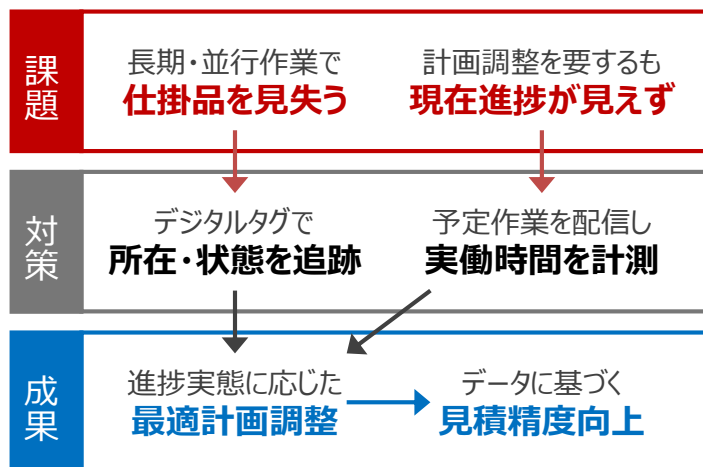 課題
長期・並行作業で
仕掛品を見失う
計画調整を要するも
現在進捗が見えず
対策
デジタルタグで
所在・状態を追跡
予定作業を配信し
実働時間を計測
成果
進捗実態に応じた
最適計画調整
データに基づく
見積精度向上